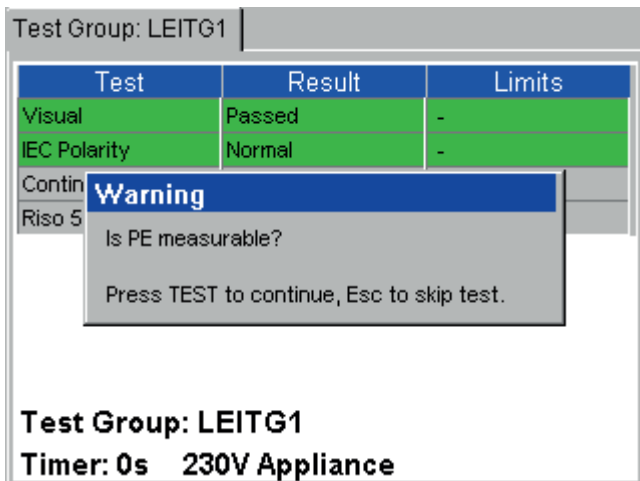 Test Group: LEITG1
Test Result Limits
Visual Passed -
IEC Polarity Normal -
Contin
Riso 5
Warning
Is PE measurable?
Press TEST to continue, Esc to skip test.
Test Group: LEITG1
Timer: 0s 230V Appliance